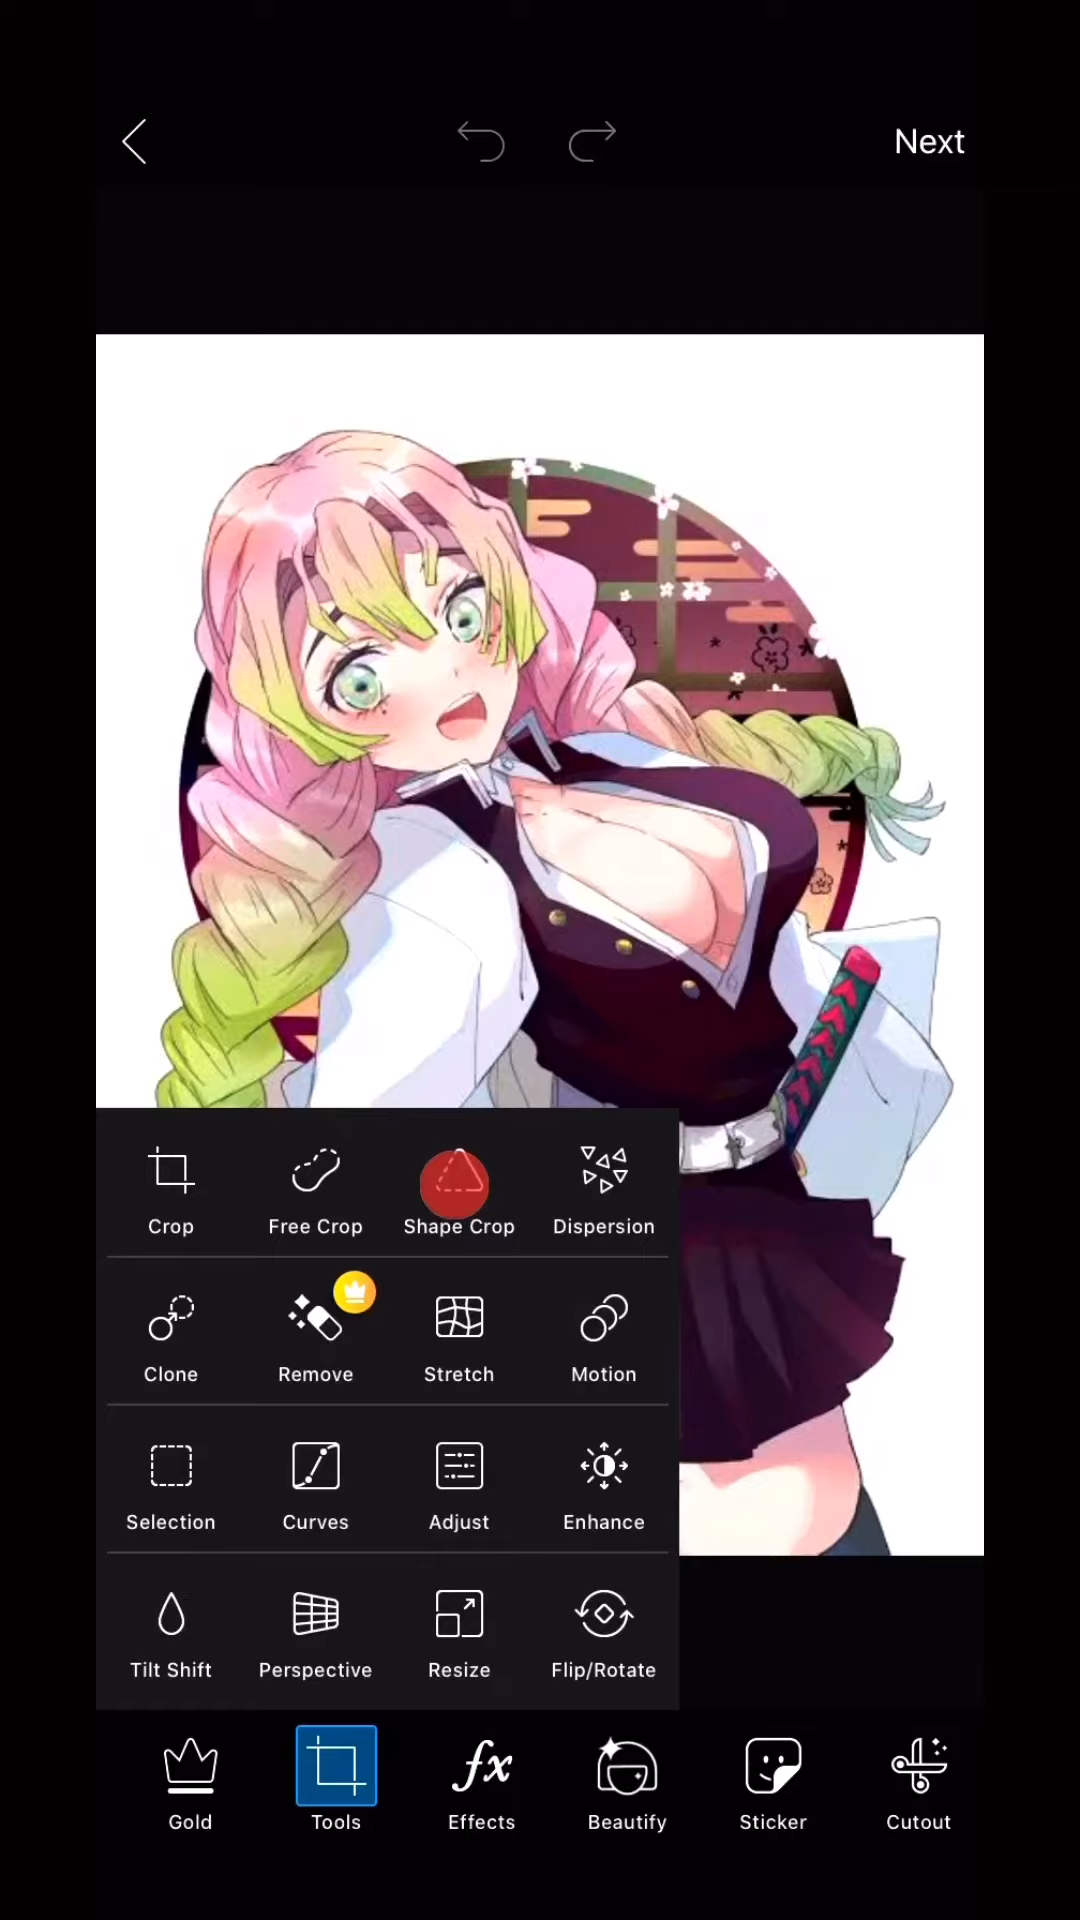 Next
Crop Free Crop Shape Crop Dispersion
Clone Remove Stretch Motion
Selection Curves Adjust Enhance
Tilt Shift Perspective Resize Flip/Rotate
fx
Gold Tools Effects Beautify Sticker Cutout